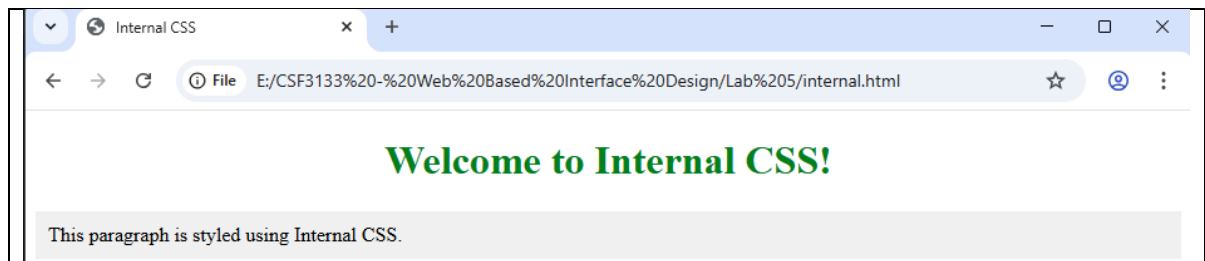 Internal CSS
File E:/CSF3133%20-%20Web%20Based%20Interface%20Design/Lab%205/internal.html
Welcome to Internal CSS!
This paragraph is styled using Internal CSS.